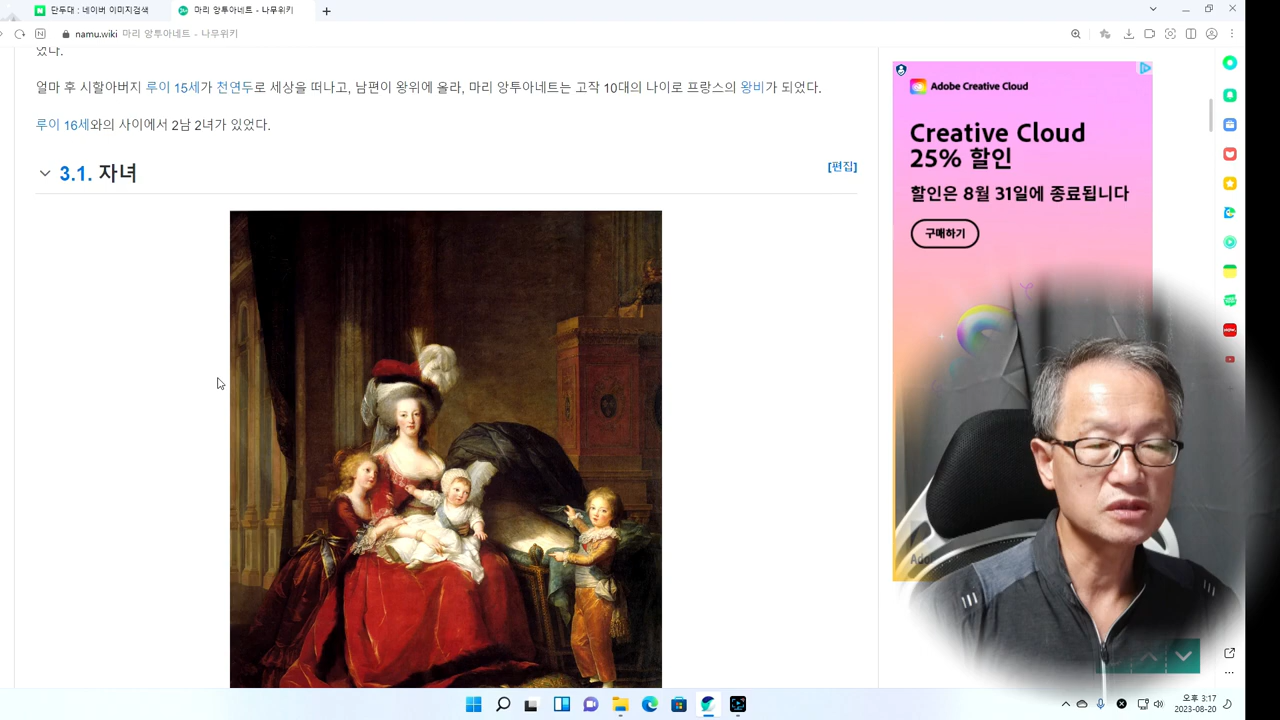 단두대 : 네이버 이미지검색
마리 앙투아네트 - 나무위키
namu.wiki 마리 앙투아네트 - 나무위키
었다.
얼마 후 시할아버지 루이 15세가 천연두로 세상을 떠나고, 남편이 왕위에 올라, 마리 앙투아네트는 고작 10대의 나이로 프랑스의 왕비가 되었다.
루이 16세와의 사이에서 2남 2녀가 있었다.
3.1. 자녀
[편집]
Adobe Creative Cloud
Creative Cloud
25% 할인
할인은 8월 31일에 종료됩니다
구매하기
오후 3:17
2023-08-20